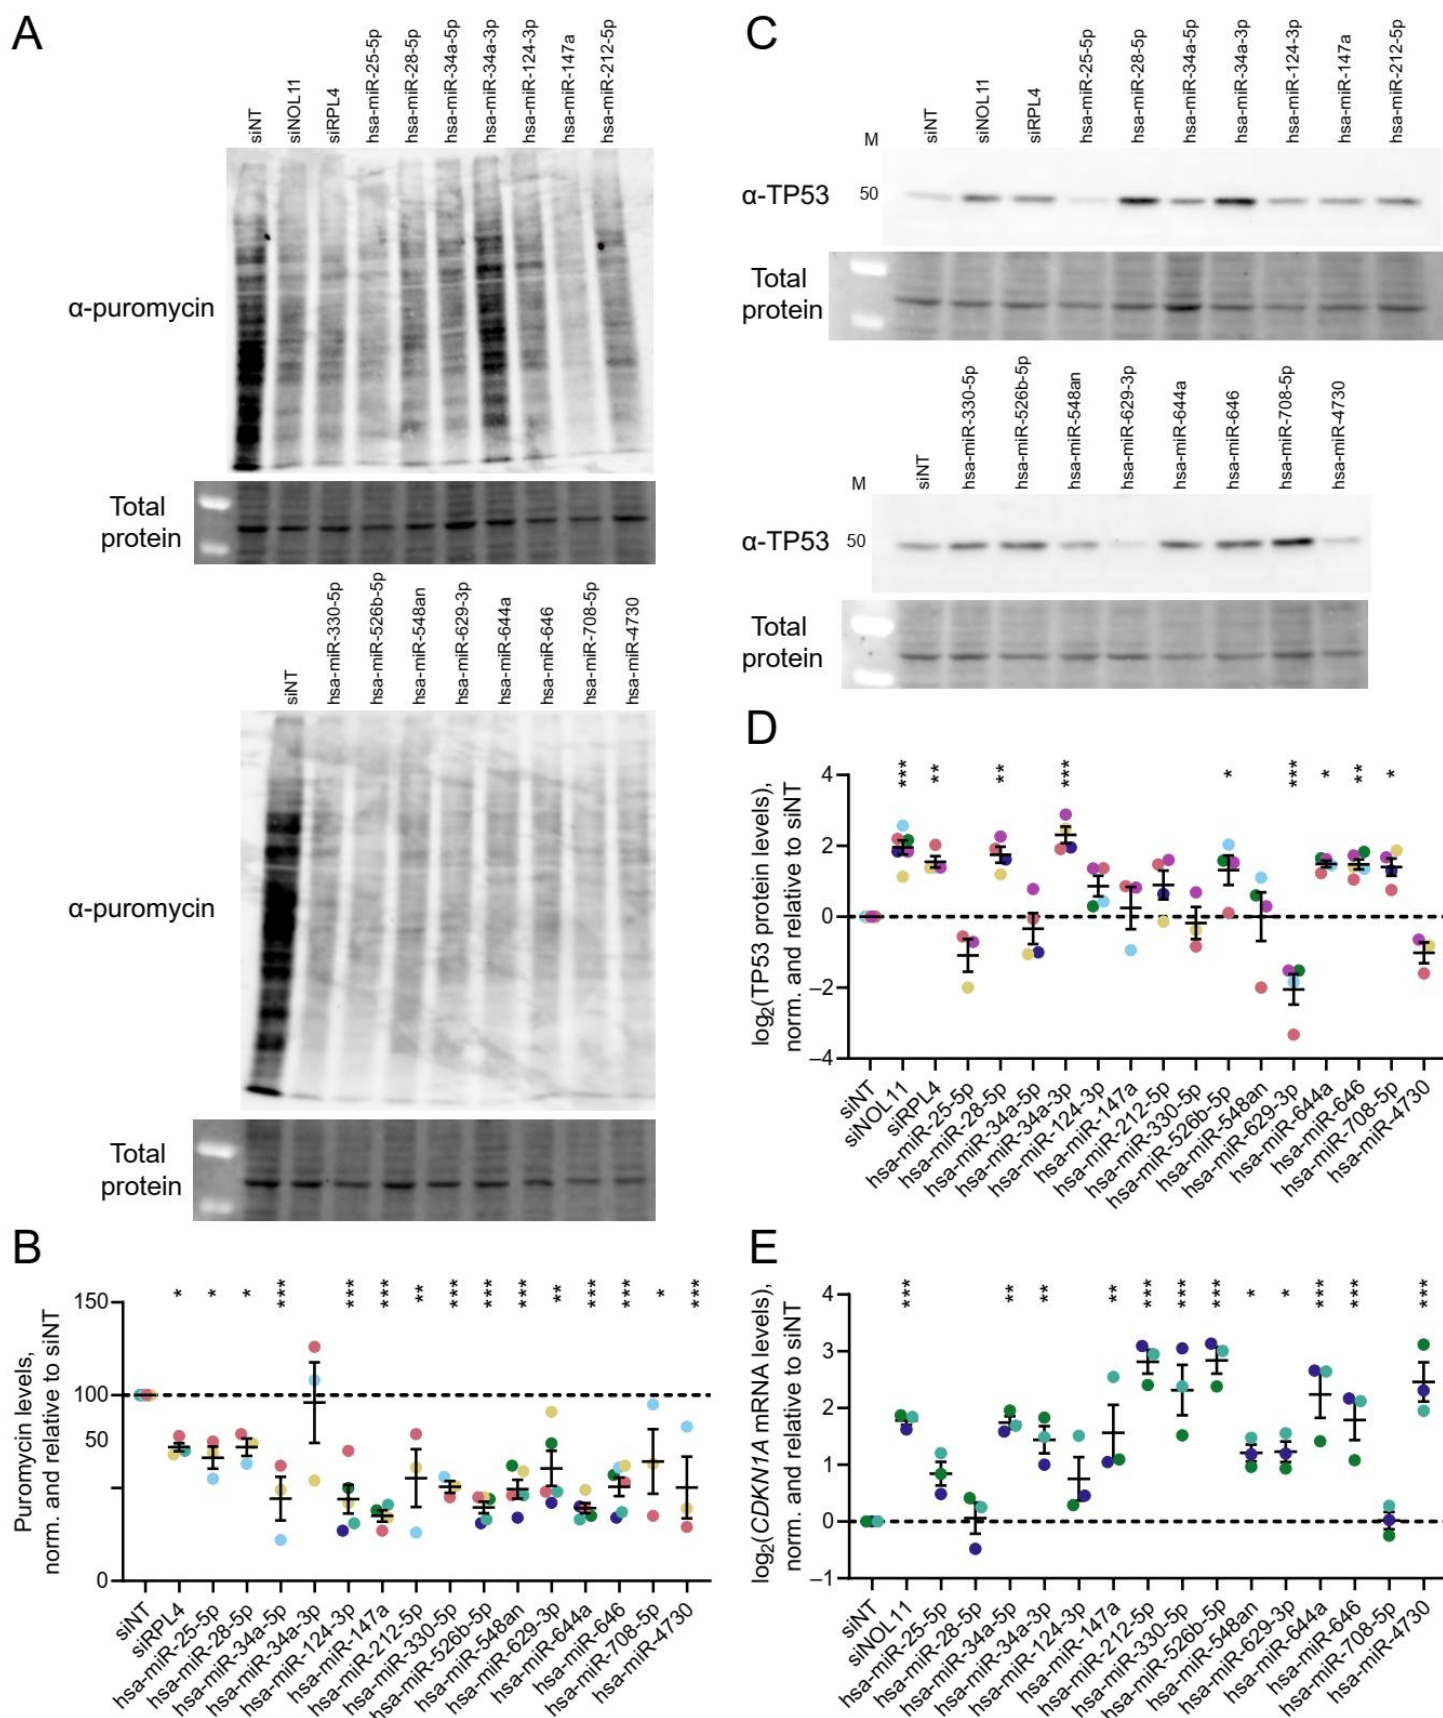 A
siNT
siNOL11
siRPL4
hsa-miR-25-5p
hsa-miR-28-5p
hsa-miR-34a-5p
hsa-miR-34a-3p
hsa-miR-124-3p
hsa-miR-147a
hsa-miR-212-5p
α-puromycin
Total
protein
siNT
hsa-miR-330-5p
hsa-miR-526b-5p
hsa-miR-548an
hsa-miR-629-3p
hsa-miR-644a
hsa-miR-646
hsa-miR-708-5p
hsa-miR-4730
α-puromycin
Total
protein
B
Puromycin levels,
norm. and relative to siNT
150
100
50
0
* * * *** *** *** ** *** *** *** ** *** *** * ***
siNT
siRPL4
hsa-miR-25-5p
hsa-miR-28-5p
hsa-miR-34a-5p
hsa-miR-34a-3p
hsa-miR-124-3p
hsa-miR-147a
hsa-miR-212-5p
hsa-miR-330-5p
hsa-miR-526b-5p
hsa-miR-548an
hsa-miR-629-3p
hsa-miR-644a
hsa-miR-646
hsa-miR-708-5p
hsa-miR-4730
C
M
siNT
siNOL11
siRPL4
hsa-miR-25-5p
hsa-miR-28-5p
hsa-miR-34a-5p
hsa-miR-34a-3p
hsa-miR-124-3p
hsa-miR-147a
hsa-miR-212-5p
α-TP53 50
Total
protein
M
siNT
hsa-miR-330-5p
hsa-miR-526b-5p
hsa-miR-548an
hsa-miR-629-3p
hsa-miR-644a
hsa-miR-646
hsa-miR-708-5p
hsa-miR-4730
α-TP53 50
Total
protein
D
log2(TP53 protein levels),
norm. and relative to siNT
4
2
0
–2
–4
*** ** ** *** * *** * ** *
siNT
siNOL11
siRPL4
hsa-miR-25-5p
hsa-miR-28-5p
hsa-miR-34a-5p
hsa-miR-34a-3p
hsa-miR-124-3p
hsa-miR-147a
hsa-miR-212-5p
hsa-miR-330-5p
hsa-miR-526b-5p
hsa-miR-548an
hsa-miR-629-3p
hsa-miR-644a
hsa-miR-646
hsa-miR-708-5p
hsa-miR-4730
E
log2(CDKN1A mRNA levels),
norm. and relative to siNT
4
3
2
1
0
–1
*** ** ** ** *** *** *** * * *** *** ***
siNT
siNOL11
hsa-miR-25-5p
hsa-miR-28-5p
hsa-miR-34a-5p
hsa-miR-34a-3p
hsa-miR-124-3p
hsa-miR-147a
hsa-miR-212-5p
hsa-miR-330-5p
hsa-miR-526b-5p
hsa-miR-548an
hsa-miR-629-3p
hsa-miR-644a
hsa-miR-646
hsa-miR-708-5p
hsa-miR-4730